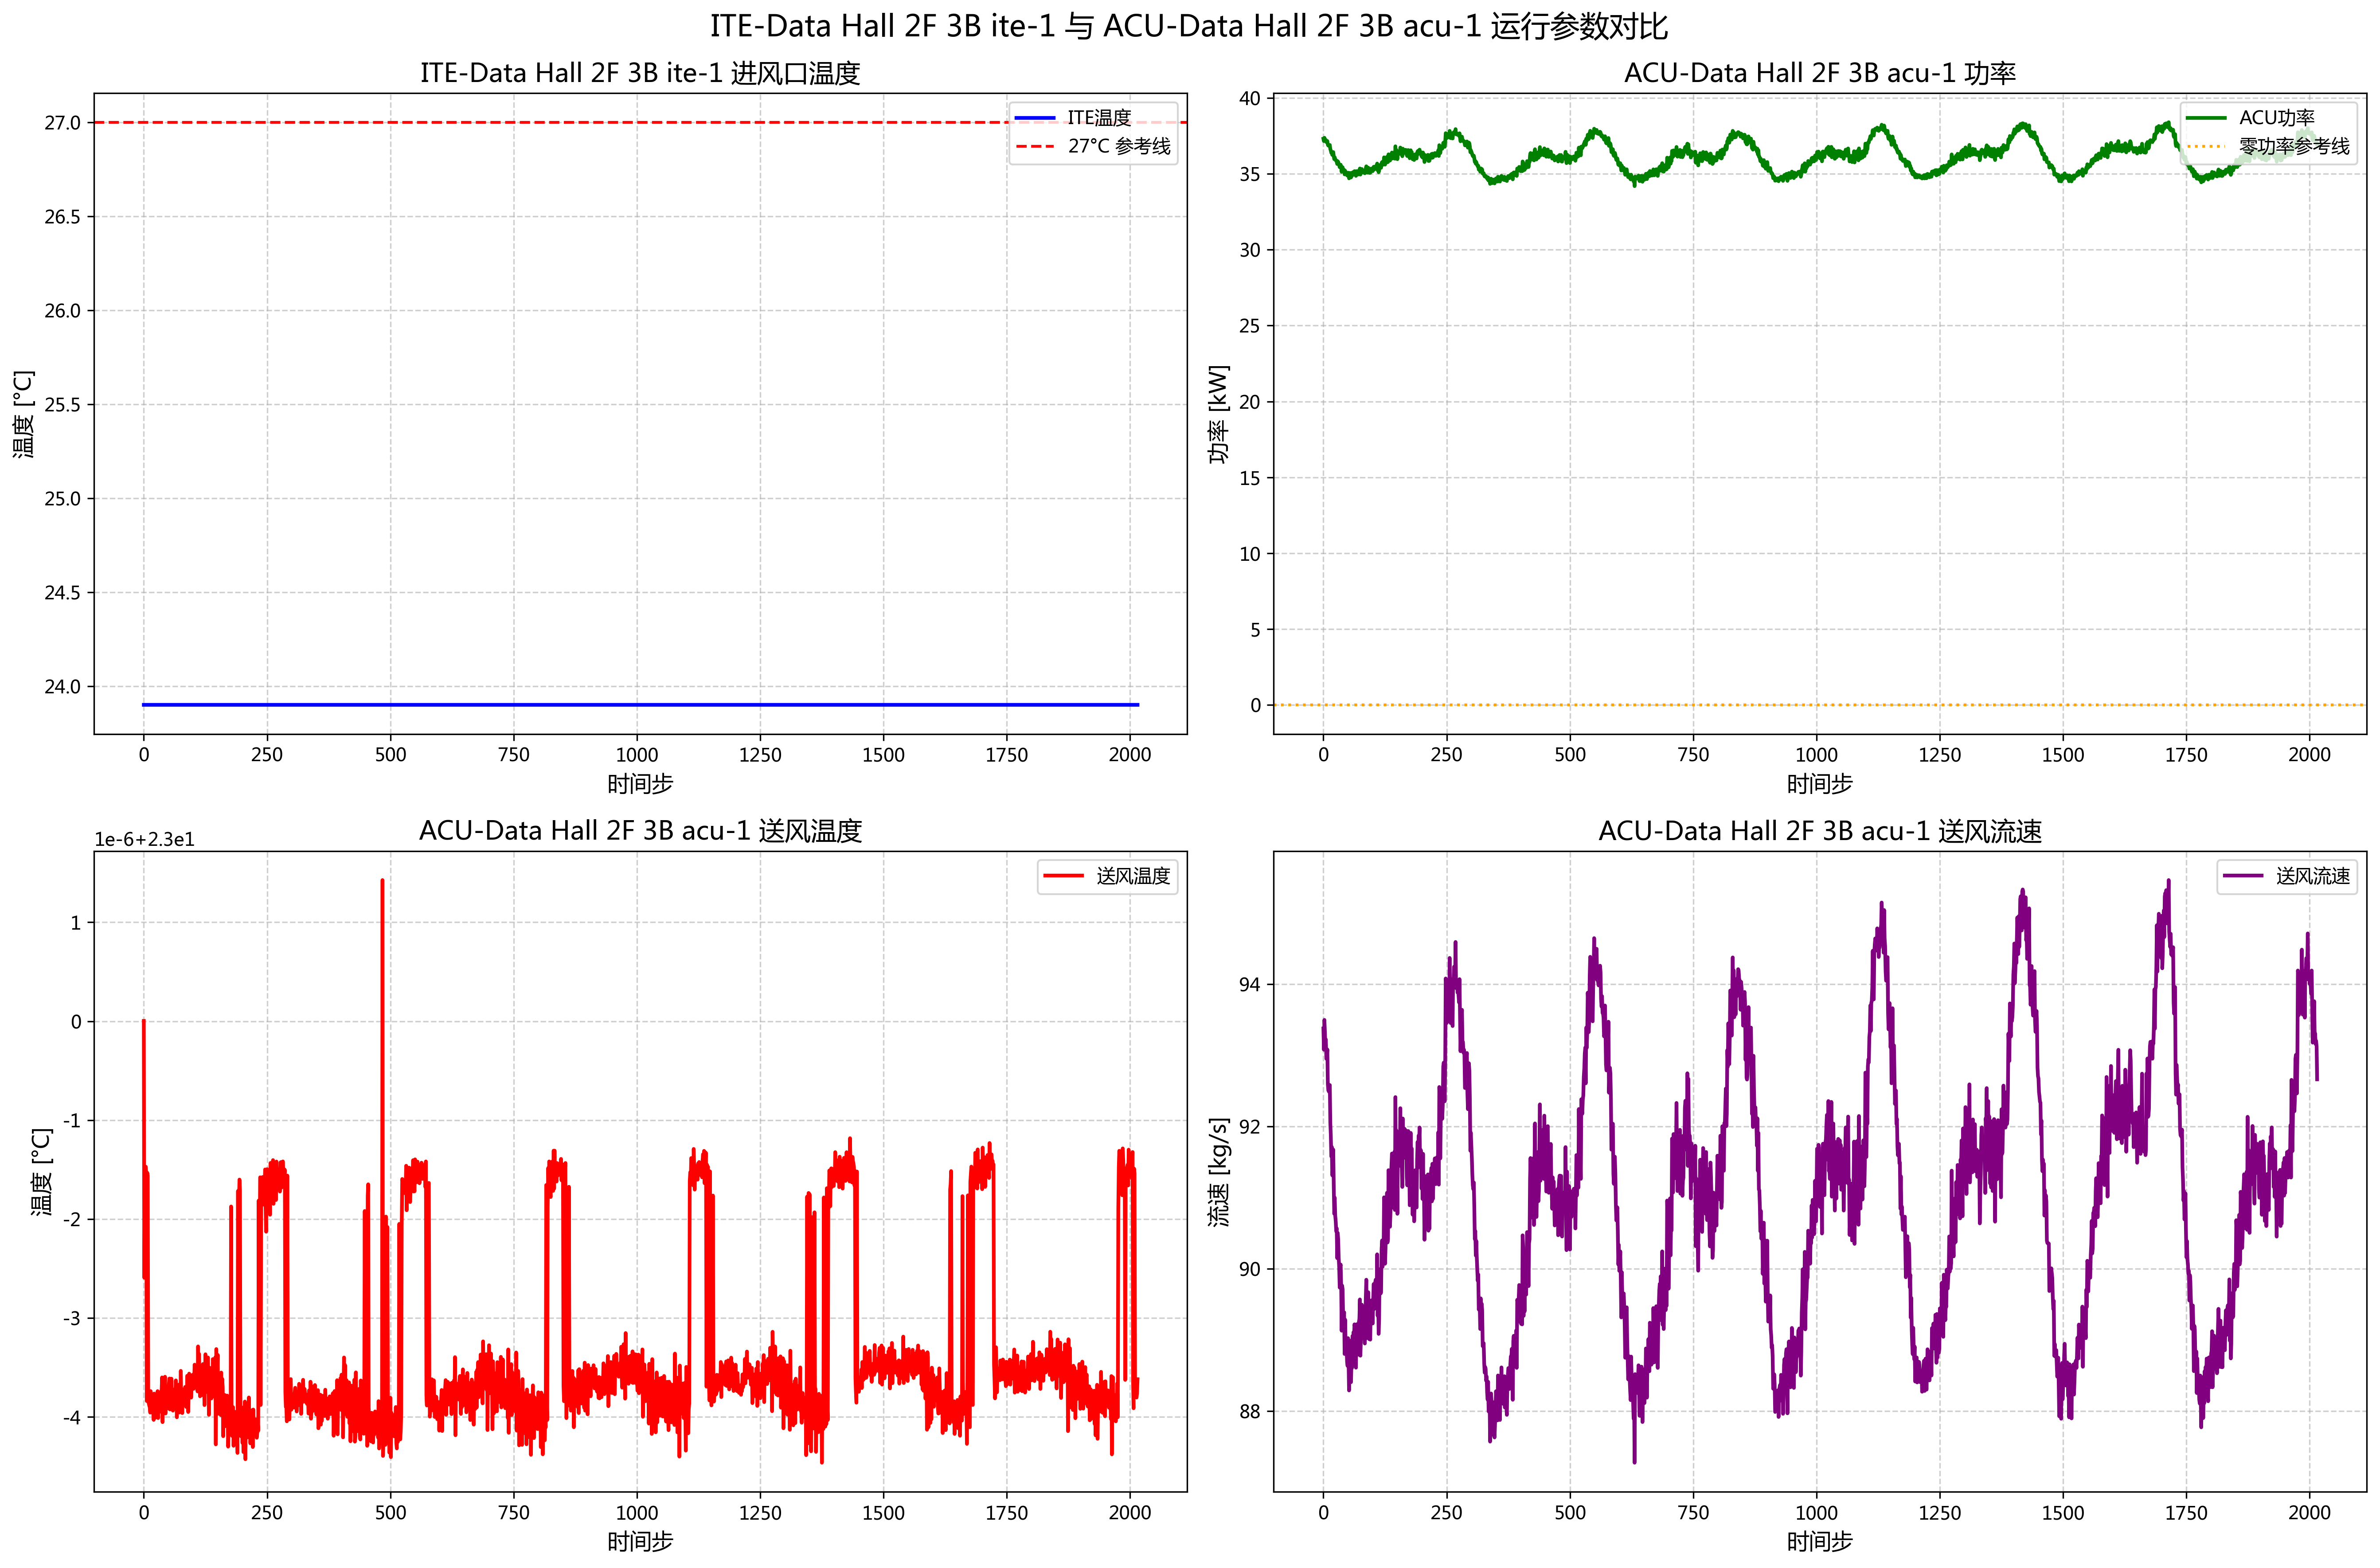 ITE-Data Hall 2F 3B ite-1 与 ACU-Data Hall 2F 3B acu-1 运行参数对比
ITE-Data Hall 2F 3B ite-1 进风口温度
ITE温度
27°C 参考线
温度 [°C]
27.0
26.5
26.0
25.5
25.0
24.5
24.0
0 250 500 750 1000 1250 1500 1750 2000
时间步
ACU-Data Hall 2F 3B acu-1 功率
ACU功率
零功率参考线
功率 [kW]
40
35
30
25
20
15
10
5
0
0 250 500 750 1000 1250 1500 1750 2000
时间步
ACU-Data Hall 2F 3B acu-1 送风温度
1e-6+2.3e1
送风温度
温度 [°C]
1
0
-1
-2
-3
-4
0 250 500 750 1000 1250 1500 1750 2000
时间步
ACU-Data Hall 2F 3B acu-1 送风流速
送风流速
流速 [kg/s]
94
92
90
88
0 250 500 750 1000 1250 1500 1750 2000
时间步